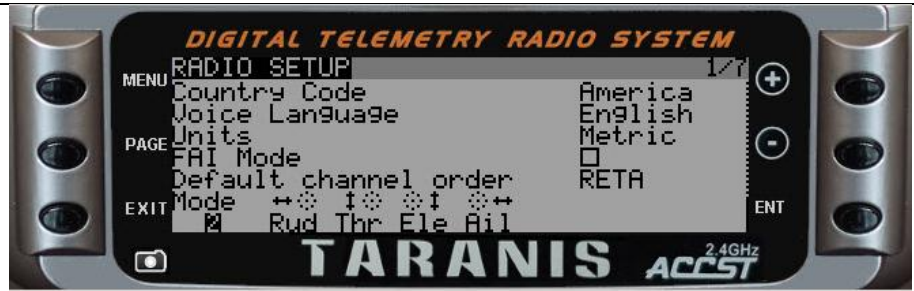 DIGITAL TELEMETRY RADIO SYSTEM
MENU
RADIO SETUP 1/7
Country Code America
Voice Language English
PAGE
Units Metric
FAI Mode
Default channel order RETA
EXIT
Mode
2 Rud Thr Ele Ail
+
-
ENT
TARANIS
2.4GHz
ACCST